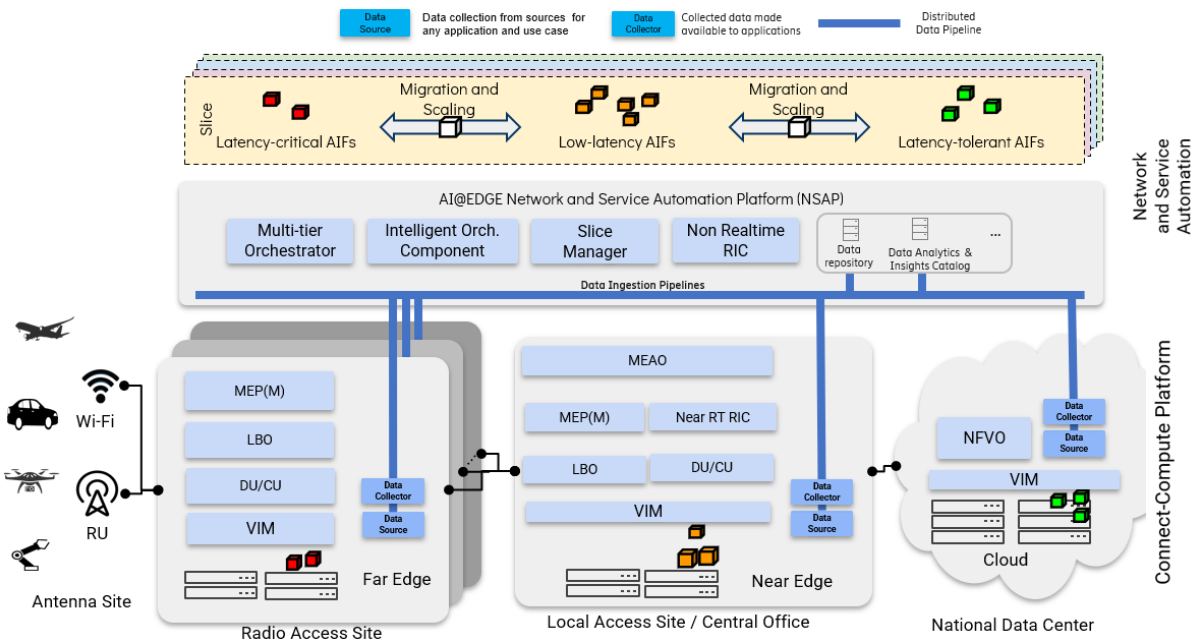 Data
Source
Data collection from sources for
any application and use case
Data
Collector
Collected data made
available to applications
Distributed
Data Pipeline
Slice
Migration and
Scaling
Migration and
Scaling
Latency-critical AIFs
Low-latency AIFs
Latency-tolerant AIFs
Network
and Service
Automation
AI@EDGE Network and Service Automation Platform (NSAP)
Multi-tier
Orchestrator
Intelligent Orch.
Component
Slice
Manager
Non Realtime
RIC
Data
repository
Data Analytics &
Insights Catalog
...
Data Ingestion Pipelines
Wi-Fi
RU
Antenna Site
MEP(M)
LBO
DU/CU
VIM
Data
Collector
Data
Source
Far Edge
Radio Access Site
MEAO
MEP(M)
Near RT RIC
LBO
DU/CU
VIM
Data
Collector
Data
Source
Near Edge
Local Access Site / Central Office
NFVO
Data
Collector
Data
Source
VIM
Cloud
National Data Center
Connect-Compute Platform